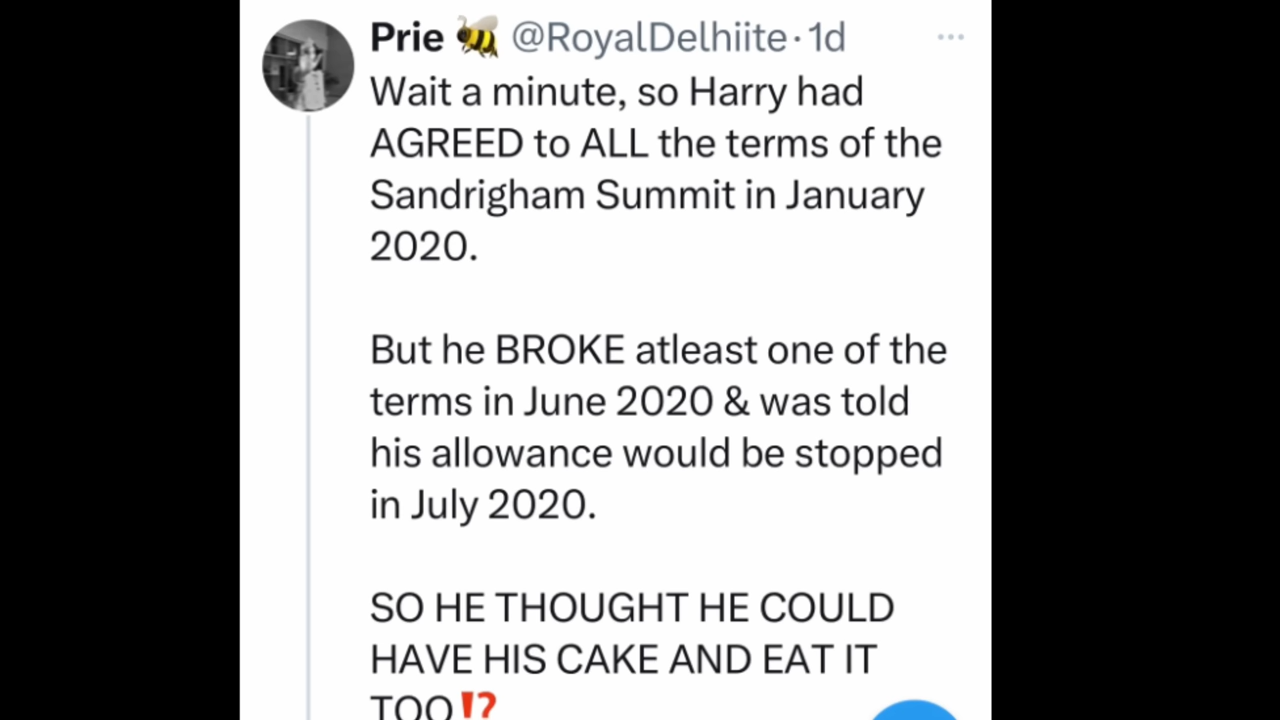 Prie 🐝 @RoyalDelhiite · 1d
Wait a minute, so Harry had
AGREED to ALL the terms of the
Sandrigham Summit in January
2020.
But he BROKE atleast one of the
terms in June 2020 & was told
his allowance would be stopped
in July 2020.
SO HE THOUGHT HE COULD
HAVE HIS CAKE AND EAT IT
TOO⁉️